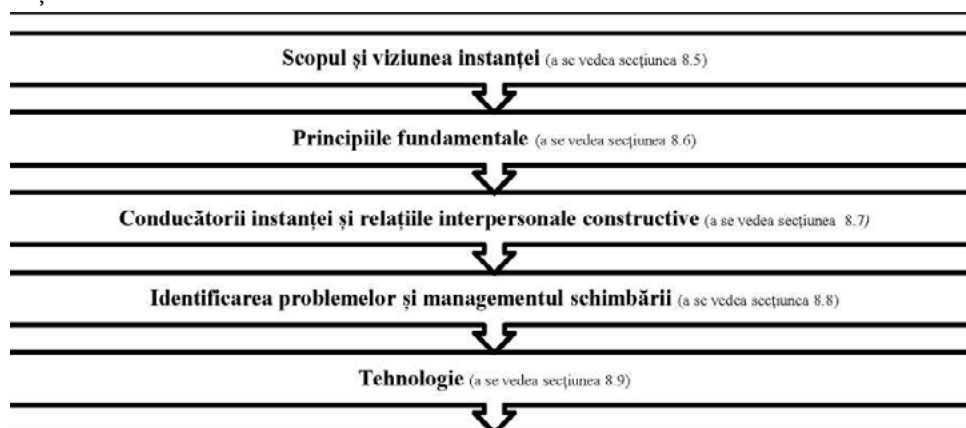 Scopul și viziunea instanței (a se vedea secțiunea 8.5)
Principiile fundamentale (a se vedea secțiunea 8.6)
Conducătorii instanței și relațiile interpersonale constructive (a se vedea secțiunea 8.7)
Identificarea problemelor și managementul schimbării (a se vedea secțiunea 8.8)
Tehnologie (a se vedea secțiunea 8.9)